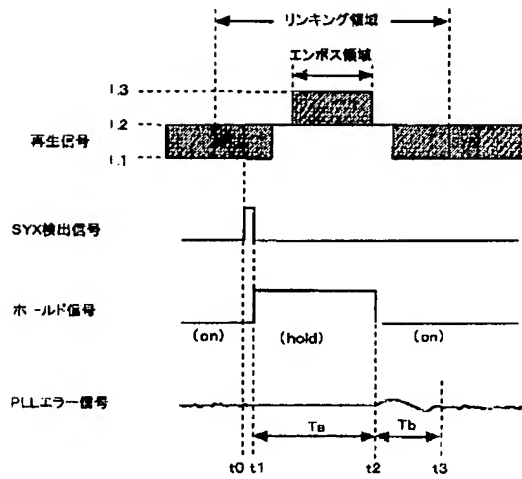 リンキング領域
エンボス領域
L3
L2
再生信号
L1
SYX検出信号
ホールド信号
(on)
(hold)
(on)
PLLエラー信号
Ta
Tb
t0
t1
t2
t3